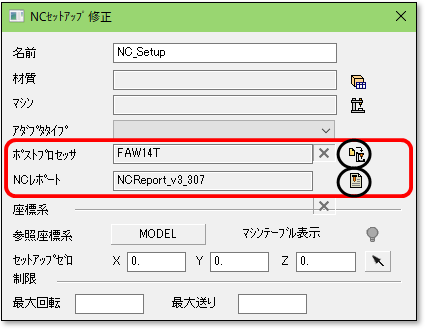 NCｾｯﾄｱｯﾌﾟ 修正
名前 NC_Setup
材質
ﾏｼﾝ
ｱﾀﾞﾌﾟﾀﾀｲﾌﾟ
ﾎﾟｽﾄﾌﾟﾛｾｯｻ FAW14T
NCﾚﾎﾟｰﾄ NCReport_v3_307
座標系
参照座標系 MODEL ﾏｼﾝﾃｰﾌﾞﾙ表示
ｾｯﾄｱｯﾌﾟｾﾞﾛ X 0. Y 0. Z 0.
制限
最大回転 最大送り